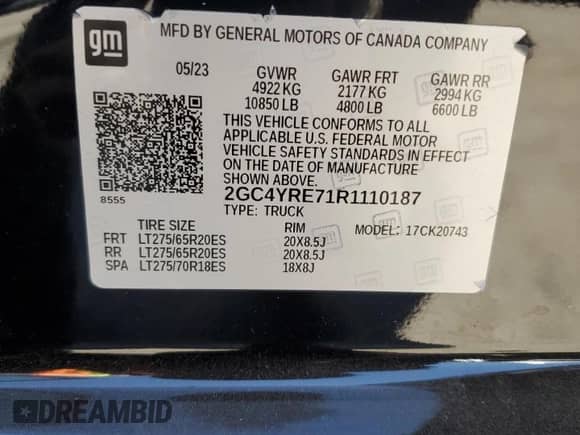 gm
MFD BY GENERAL MOTORS OF CANADA COMPANY
05/23 GVWR GAWR FRT GAWR RR
4922 KG 2177 KG 2994 KG
10850 LB 4800 LB 6600 LB
THIS VEHICLE CONFORMS TO ALL
APPLICABLE U.S. FEDERAL MOTOR
VEHICLE SAFETY STANDARDS IN EFFECT
ON THE DATE OF MANUFACTURE
SHOWN ABOVE.
8555 2GC4YRE71R1110187
TYPE: TRUCK MODEL: 17CK20743
TIRE SIZE RIM
FRT LT275/65R20ES 20X8.5J
RR LT275/65R20ES 20X8.5J
SPA LT275/70R18ES 18X8J
DREAMBID